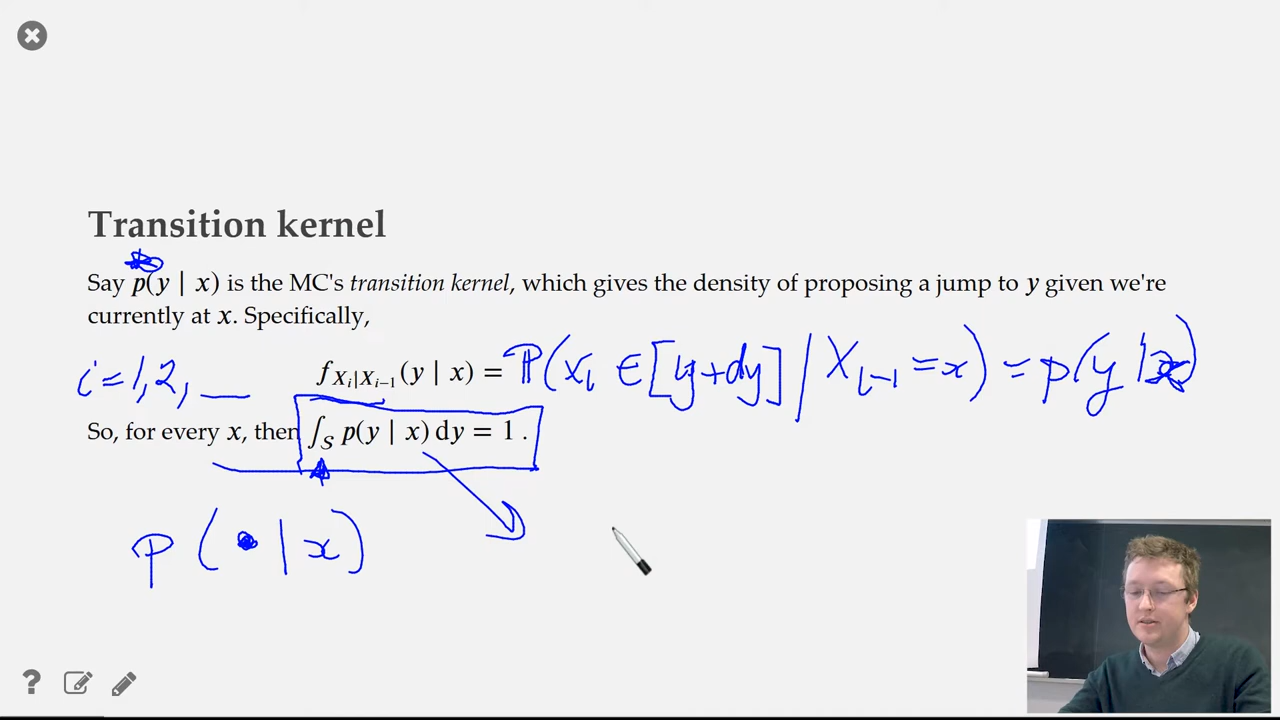 Transition kernel
Say p(y | x) is the MC's transition kernel, which gives the density of proposing a jump to y given we're
currently at x. Specifically,
i=1,2, __ f_{X_i|X_{i−1}}(y | x) = ℙ(X_i ∈ [y+dy] | X_{i−1} = x) = p(y | x)
So, for every x, then ∫_S p(y | x) dy = 1 .
p(• | x)
?